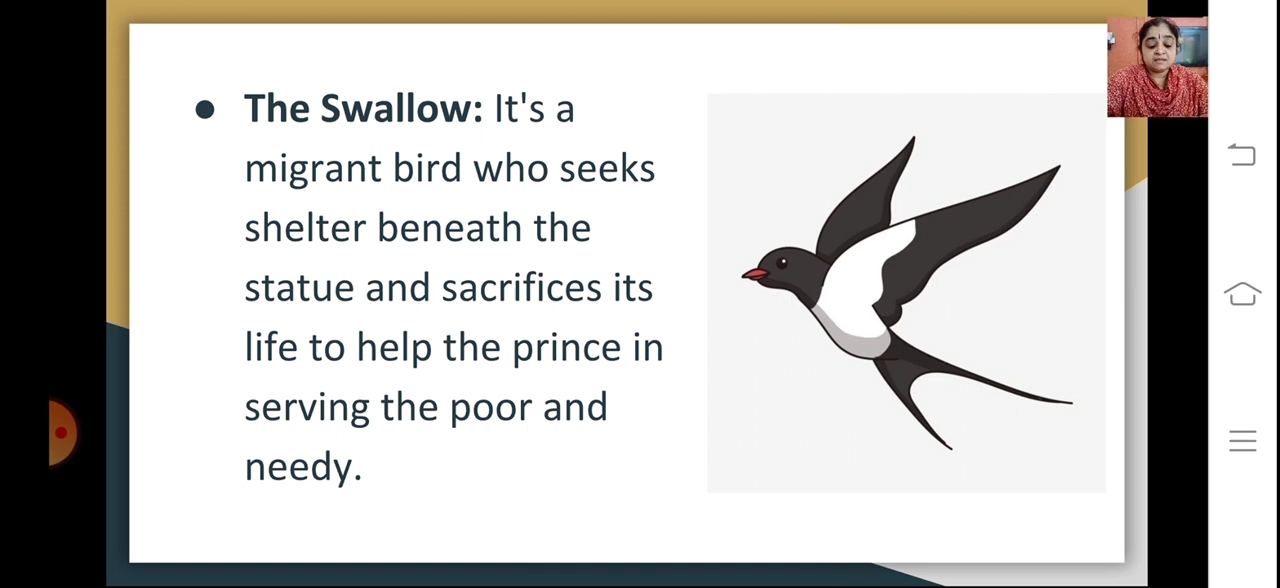 ● The Swallow: It's a
migrant bird who seeks
shelter beneath the
statue and sacrifices its
life to help the prince in
serving the poor and
needy.